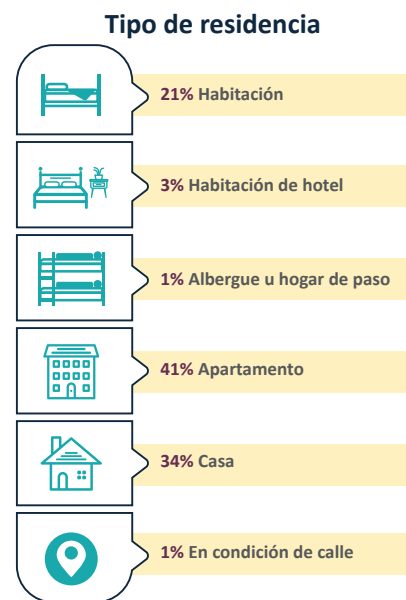 Tipo de residencia
21% Habitación
3% Habitación de hotel
1% Albergue u hogar de paso
41% Apartamento
34% Casa
1% En condición de calle